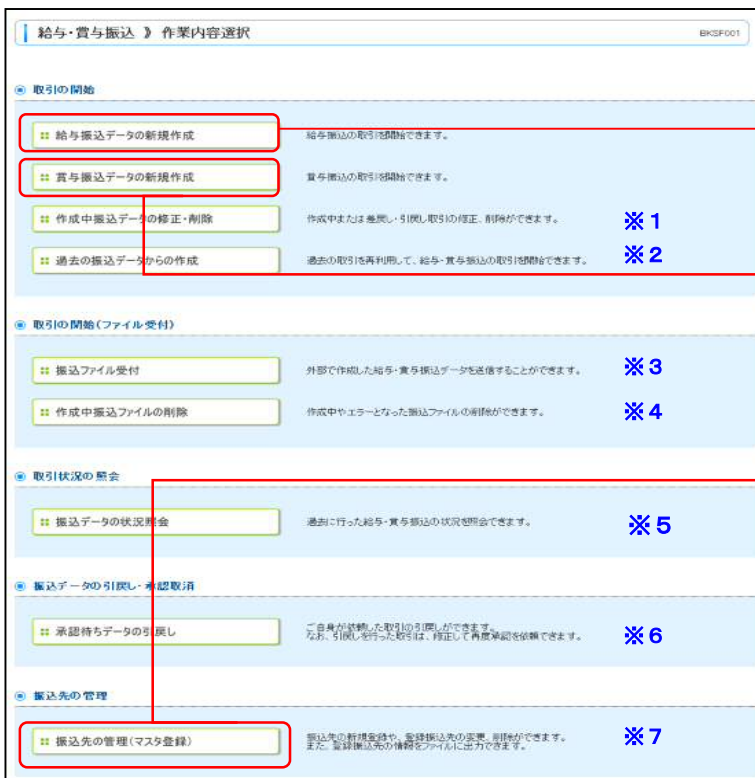 給与・賞与振込 》 作業内容選択
BKSF001
取引の開始
給与振込データの新規作成
給与振込の取引を開始できます。
賞与振込データの新規作成
賞与振込の取引を開始できます。
作成中振込データの修正・削除
作成中または差戻し・引戻し取引の修正、削除ができます。
※1
過去の振込データからの作成
過去の取引を再利用して、給与・賞与振込の取引を開始できます。
※2
取引の開始(ファイル受付)
振込ファイル受付
外部で作成した給与・賞与振込データを送信することができます。
※3
作成中振込ファイルの削除
作成中やエラーとなった振込ファイルの削除ができます。
※4
取引状況の照会
振込データの状況照会
過去に行った給与・賞与振込の状況を照会できます。
※5
振込データの引戻し・承認取消
承認待ちデータの引戻し
ご自身が依頼した取引の引戻しができます。
なお、引戻しを行った取引は、修正して再度承認を依頼できます。
※6
振込先の管理
振込先の管理(マスタ登録)
振込先の新規登録や、登録振込先の変更、削除ができます。
また、登録振込先の情報をファイルに出力できます。
※7